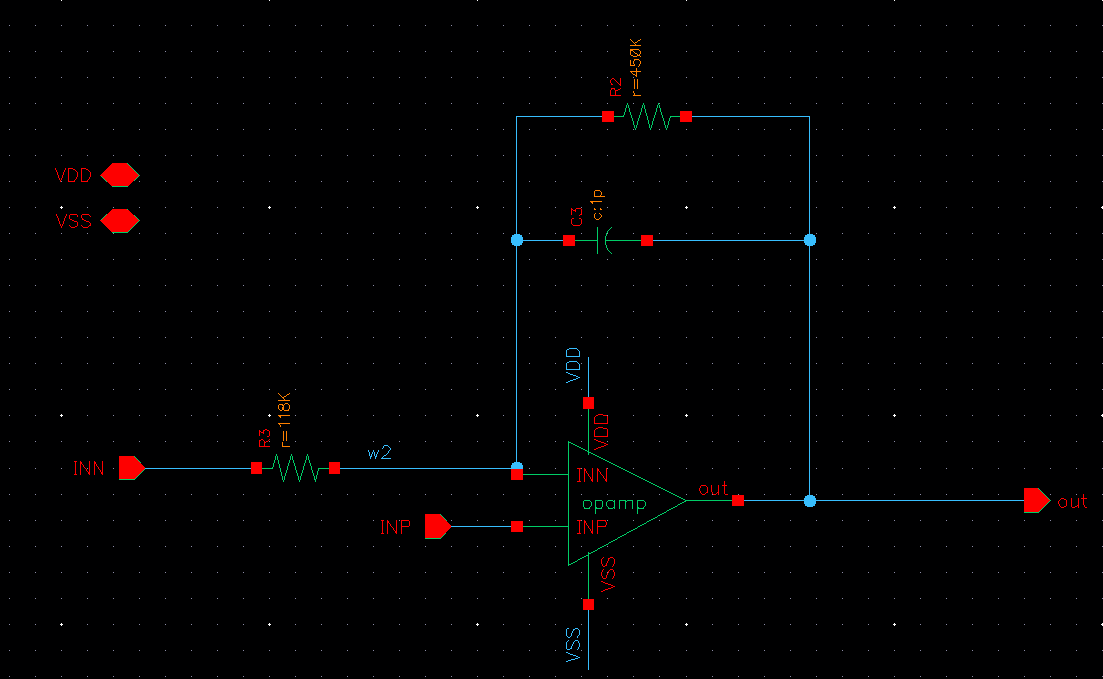 R2
r=450K
VDD
VSS
C3
c:1p
VDD
VDD
R3
r=118K
w2
INN
INN
out
opamp
out
INP
INP
VSS
VSS